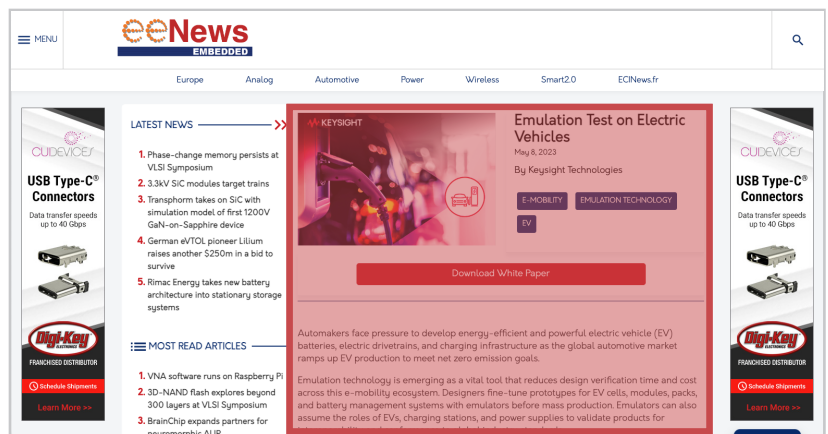 MENU
eeNews
EMBEDDED
Europe Analog Automotive Power Wireless Smart2.0 ECINews.fr
CUI DEVICES
USB Type-C®
Connectors
Data transfer speeds
up to 40 Gbps
Digi-Key
ELECTRONICS
FRANCHISED DISTRIBUTOR
Schedule Shipments
Learn More >>
LATEST NEWS
1. Phase-change memory persists at
VLSI Symposium
2. 3.3kV SiC modules target trains
3. Transphorm takes on SiC with
simulation model of first 1200V
GaN-on-Sapphire device
4. German eVTOL pioneer Lilium
raises another $250m in a bid to
survive
5. Rimac Energy takes new battery
architecture into stationary storage
systems
MOST READ ARTICLES
1. VNA software runs on Raspberry Pi
2. 3D-NAND flash explores beyond
300 layers at VLSI Symposium
3. BrainChip expands partners for
neuromorphic
KEYSIGHT
Emulation Test on Electric
Vehicles
May 8, 2023
By Keysight Technologies
E-MOBILITY EMULATION TECHNOLOGY
EV
Download White Paper
Automakers face pressure to develop energy-efficient and powerful electric vehicle (EV)
batteries, electric drivetrains, and charging infrastructure as the global automotive market
ramps up EV production to meet net zero emission goals.
Emulation technology is emerging as a vital tool that reduces design verification time and cost
across this e-mobility ecosystem. Designers fine-tune prototypes for EV cells, modules, packs,
and battery management systems with emulators before mass production. Emulators can also
assume the roles of EVs, charging stations, and power supplies to validate products for
CUI DEVICES
USB Type-C®
Connectors
Data transfer speeds
up to 40 Gbps
Digi-Key
ELECTRONICS
FRANCHISED DISTRIBUTOR
Schedule Shipments
Learn More >>